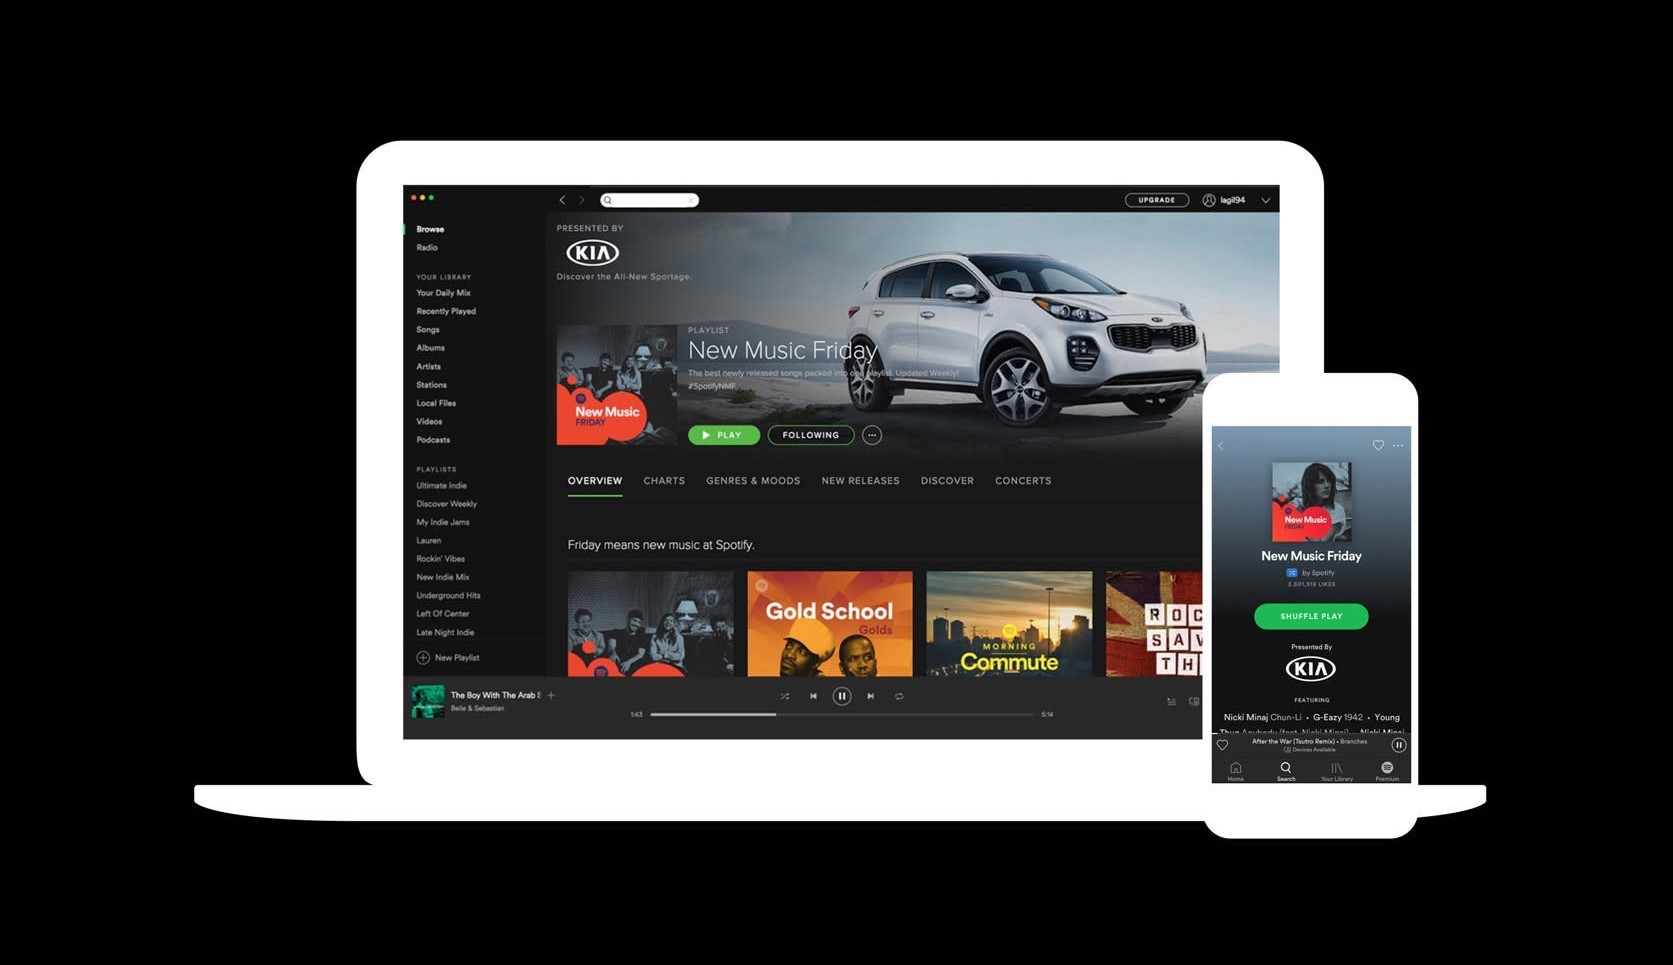 UPGRADE
lagil94
Browse
Radio
YOUR LIBRARY
Your Daily Mix
Recently Played
Songs
Albums
Artists
Stations
Local Files
Videos
Podcasts
PLAYLISTS
Ultimate Indie
Discover Weekly
My Indie Jams
Lauren
Rockin' Vibes
New Indie Mix
Underground Hits
Left Of Center
Late Night Indie
New Playlist
PRESENTED BY
KIA
Discover the All-New Sportage.
New Music
FRIDAY
PLAYLIST
New Music Friday
The best newly released songs packed into one playlist. Updated Weekly!
#SpotifyNMF
PLAY
FOLLOWING
OVERVIEW
CHARTS
GENRES & MOODS
NEW RELEASES
DISCOVER
CONCERTS
Friday means new music at Spotify.
Gold School
Golds
MORNING
Commute
ROC
SAV
TH
The Boy With The Arab S
Belle & Sebastian
1:43
5:14
New Music
FRIDAY
New Music Friday
by Spotify
LIKES
SHUFFLE PLAY
Presented By
KIA
FEATURING
Nicki Minaj Chun-Li • G-Eazy 1942 • Young
Thug Anybody (feat. Nicki Minaj) Nicki Minaj
After the War (Tsutro Remix) • Branches
Devices Available
Home
Search
Your Library
Premium